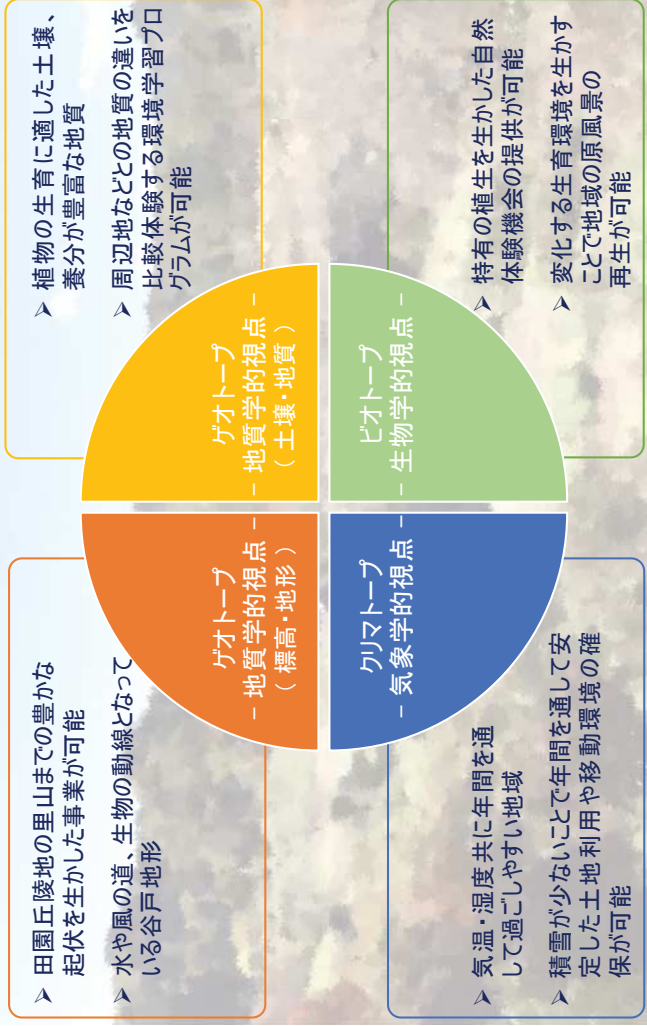 田園丘陵地の里山までの豊かな
起伏を生かした事業が可能
水や風の道、生物の動線となって
いる谷戸地形
植物の生育に適した土壌、
養分が豊富な地質
周辺地などとの地質の違いを
比較体験する環境学習プロ
グラムが可能
ゲオトープ
– 地質学的視点 –
( 標高・地形 )
ゲオトープ
– 地質学的視点 –
( 土壌・地質 )
クリマトープ
– 気象学的視点 –
ビオトープ
– 生物学的視点 –
気温・湿度共に年間を通
して過ごしやすい地域
積雪が少ないことで年間を通して安
定した土地利用や移動環境の確
保が可能
特有の植生を生かした自然
体験機会の提供が可能
変化する生育環境を生かす
ことで地域の原風景の
再生が可能